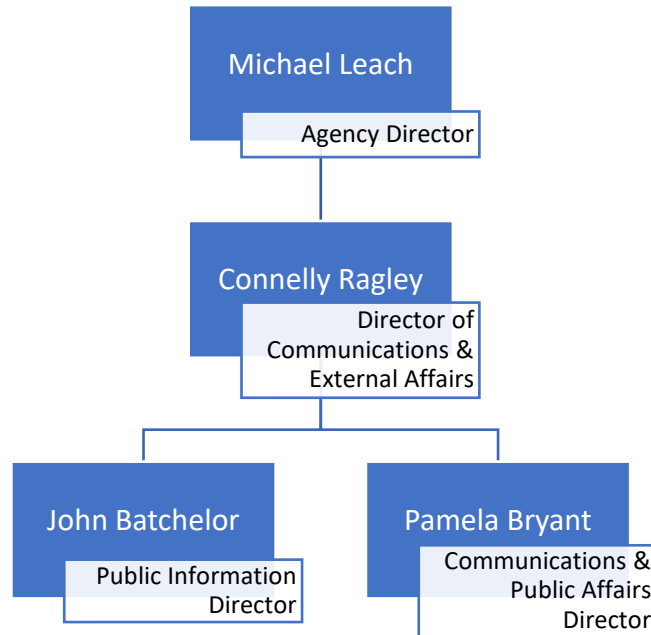 Michael Leach
Agency Director
Connelly Ragley
Director of
Communications &
External Affairs
John Batchelor
Public Information
Director
Pamela Bryant
Communications &
Public Affairs
Director